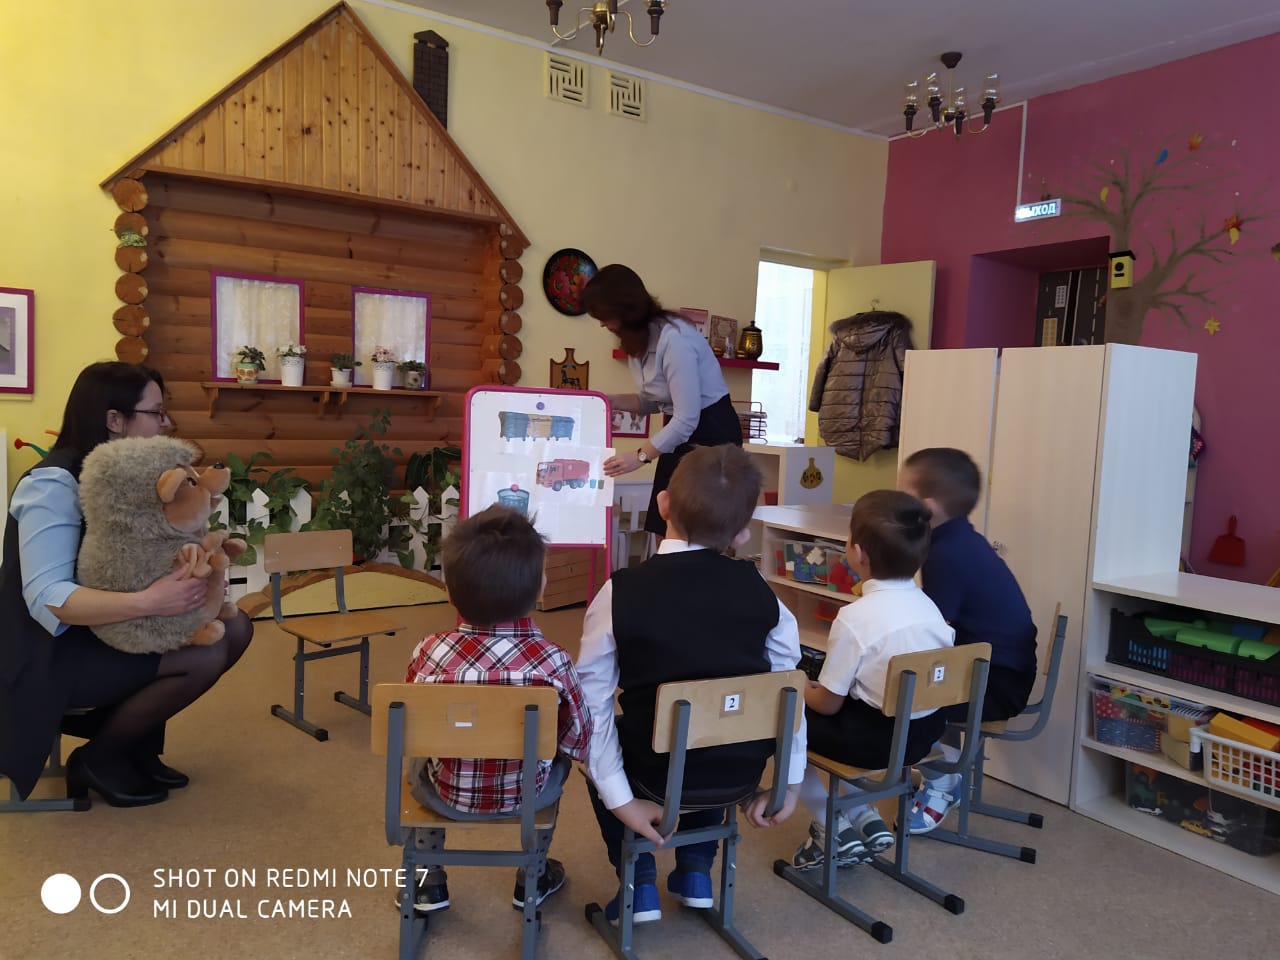 ВЫХОД
2
2
SHOT ON REDMI NOTE 7
MI DUAL CAMERA